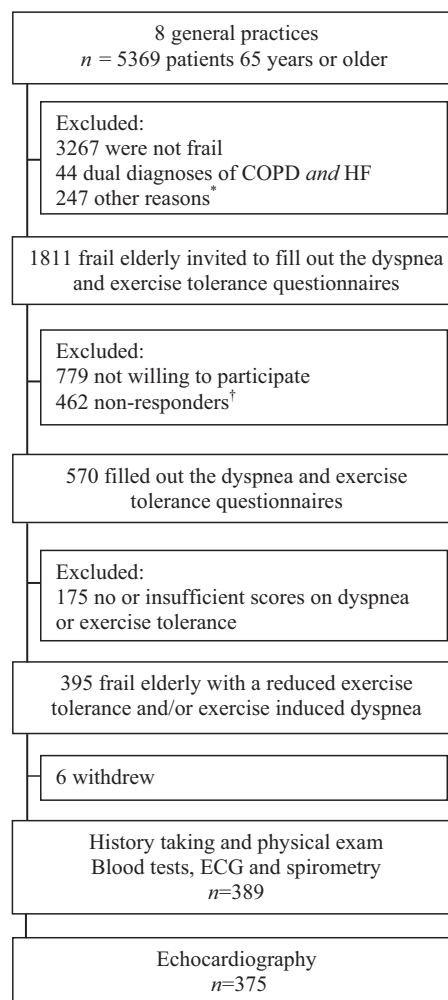 8 general practices
n = 5369 patients 65 years or older
Excluded:
3267 were not frail
44 dual diagnoses of COPD and HF
247 other reasons*
1811 frail elderly invited to fill out the dyspnea
and exercise tolerance questionnaires
Excluded:
779 not willing to participate
462 non-responders†
570 filled out the dyspnea and exercise
tolerance questionnaires
Excluded:
175 no or insufficient scores on dyspnea
or exercise tolerance
395 frail elderly with a reduced exercise
tolerance and/or exercise induced dyspnea
6 withdrew
History taking and physical exam
Blood tests, ECG and spirometry
n=389
Echocardiography
n=375